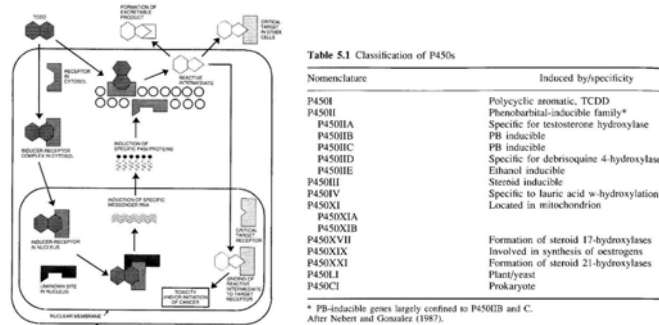 TCDD
FORMATION OF
EXCRETABLE
PRODUCT
CRITICAL
TARGET
IN OTHER
CELLS
RECEPTOR
IN
CYTOSOL
REACTIVE
INTERMEDIATE
INDUCER-RECEPTOR
COMPLEX IN CYTOSOL
INDUCTION OF
SPECIFIC P450 PROTEINS
INDUCTION OF SPECIFIC
MESSENGER RNA
INDUCER-RECEPTOR
IN NUCLEUS
CRITICAL
TARGET
RECEPTOR
UNKNOWN SITE
IN NUCLEUS
TOXICITY
AND/OR INITIATION
OF CANCER
BINDING OF
REACTIVE
INTERMEDIATE
TO TARGET
RECEPTOR
NUCLEAR MEMBRANE
Table 5.1 Classification of P450s
Nomenclature Induced by/specificity
P450I Polycyclic aromatic, TCDD
P450II Phenobarbital-inducible family*
P450IIA Specific for testosterone hydroxylase
P450IIB PB inducible
P450IIC PB inducible
P450IID Specific for debrisoquine 4-hydroxylase
P450IIE Ethanol inducible
P450III Steroid inducible
P450IV Specific to lauric acid w-hydroxylation
P450XI Located in mitochondrion
P450XIA
P450XIB
P450XVII Formation of steroid 17-hydroxylases
P450XIX Involved in synthesis of oestrogens
P450XXI Formation of steroid 21-hydroxylases
P450LI Plant/yeast
P450CI Prokaryote
* PB-inducible genes largely confined to P450IIB and C.
After Nebert and Gonzalez (1987).